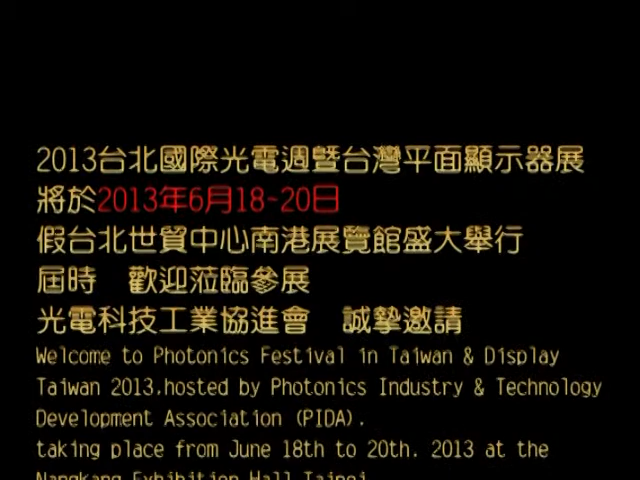 2013台北國際光電週暨台灣平面顯示器展
將於2013年6月18~20日
假台北世貿中心南港展覽館盛大舉行
屆時 歡迎蒞臨參展
光電科技工業協進會 誠摯邀請
Welcome to Photonics Festival in Taiwan & Display
Taiwan 2013,hosted by Photonics Industry & Technology
Development Association (PIDA).
taking place from June 18th to 20th. 2013 at the
Nangkang Exhibition Hall Taipei